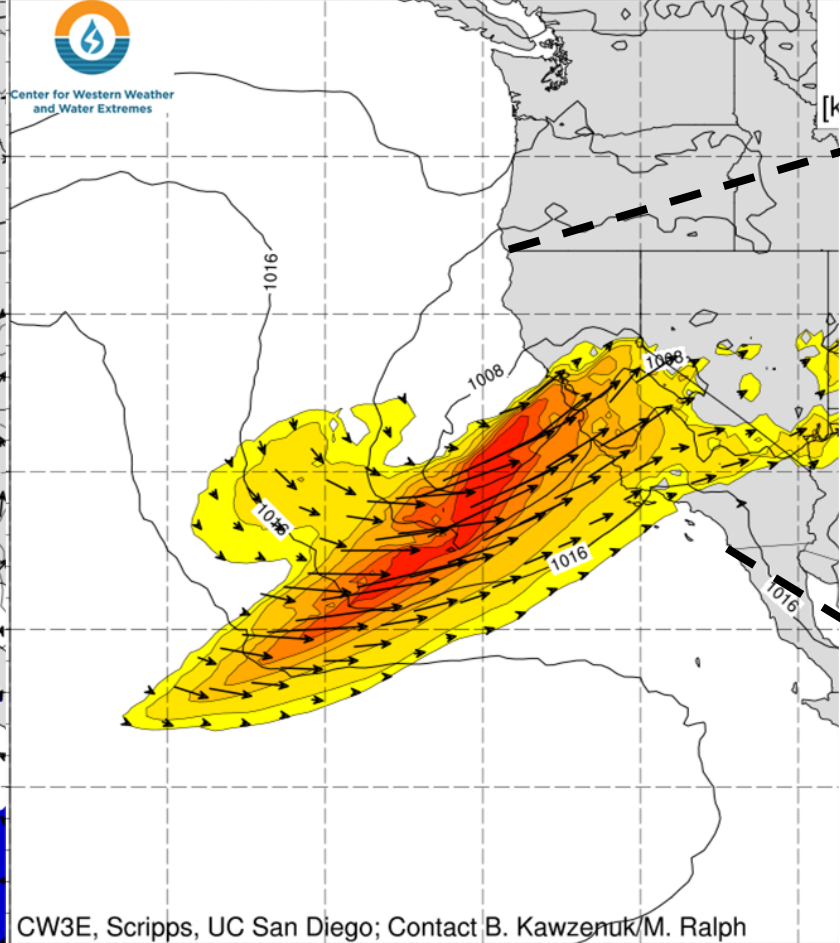 Center for Western Weather
and Water Extremes
[k
1016
1008
1008
1016
1016
1016
CW3E, Scripps, UC San Diego; Contact B. Kawzenuk/M. Ralph